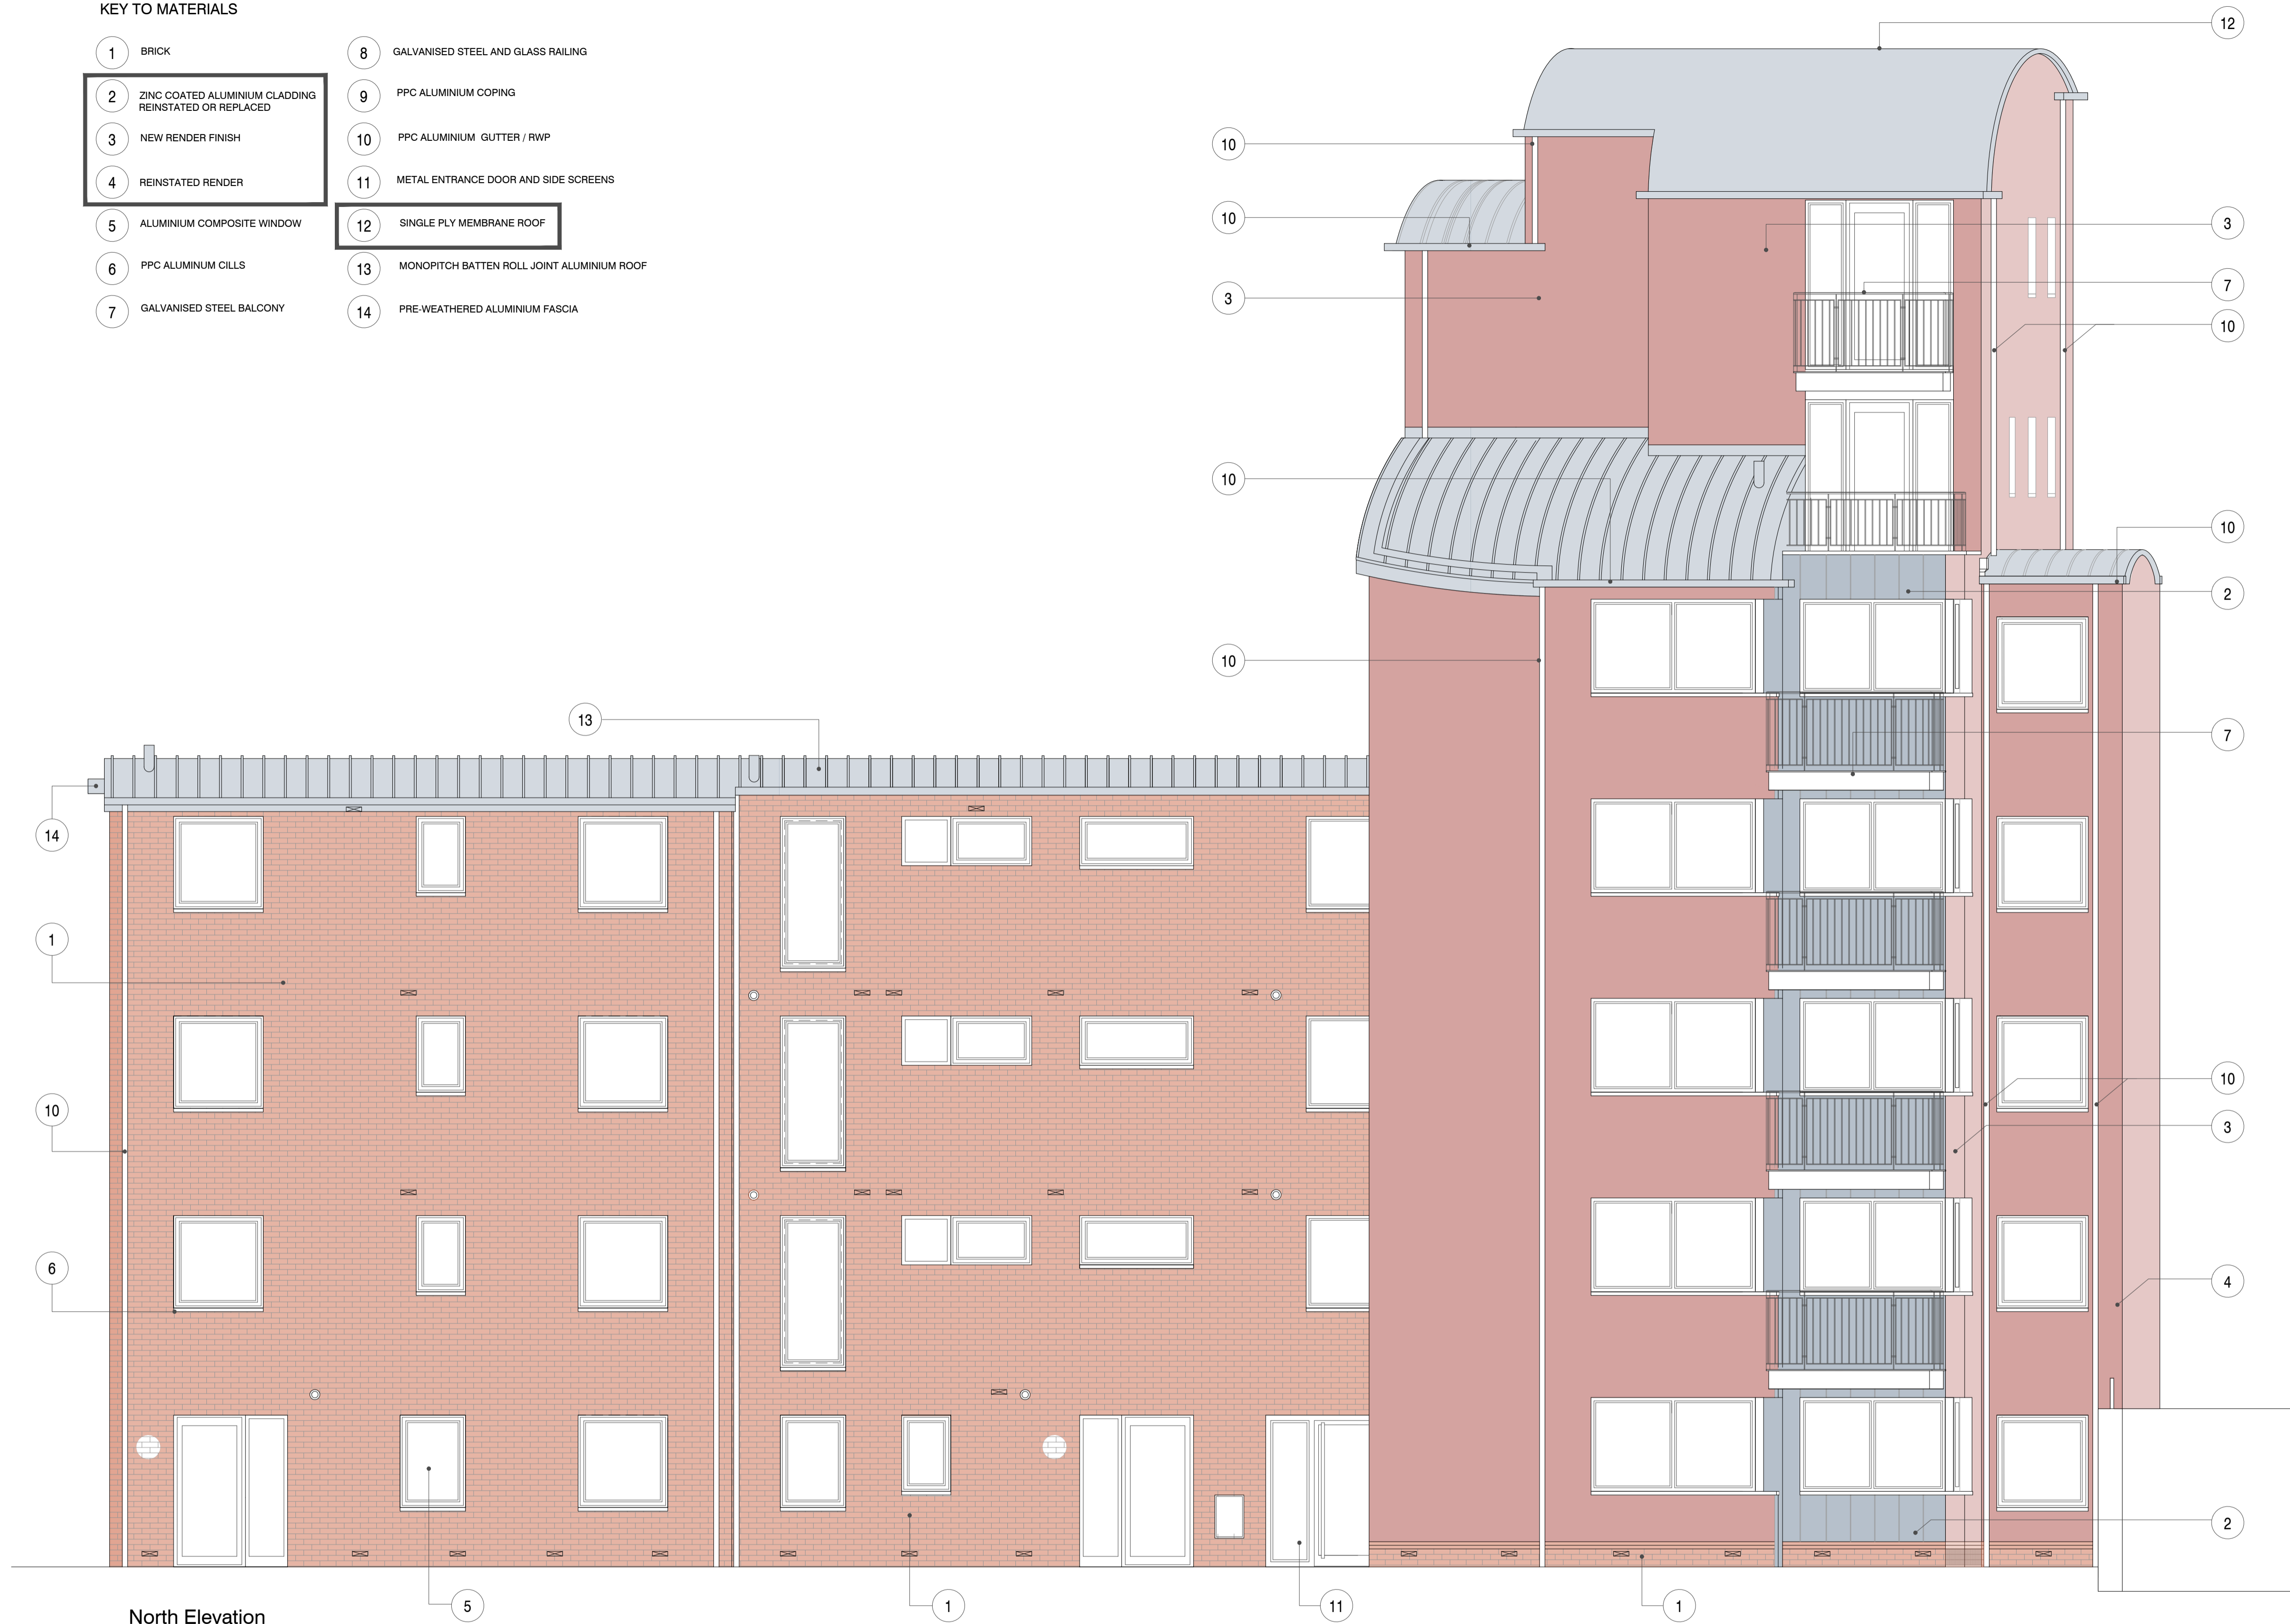 KEY TO MATERIALS
1 BRICK
2 ZINC COATED ALUMINIUM CLADDING
REINSTATED OR REPLACED
3 NEW RENDER FINISH
4 REINSTATED RENDER
5 ALUMINIUM COMPOSITE WINDOW
6 PPC ALUMINUM CILLS
7 GALVANISED STEEL BALCONY
8 GALVANISED STEEL AND GLASS RAILING
9 PPC ALUMINIUM COPING
10 PPC ALUMINIUM GUTTER / RWP
11 METAL ENTRANCE DOOR AND SIDE SCREENS
12 SINGLE PLY MEMBRANE ROOF
13 MONOPITCH BATTEN ROLL JOINT ALUMINIUM ROOF
14 PRE-WEATHERED ALUMINIUM FASCIA
12
10
10
3
3
7
10
10
10
2
10
13
7
14
1
10
10
3
6
4
2
5
1
11
1
North Elevation